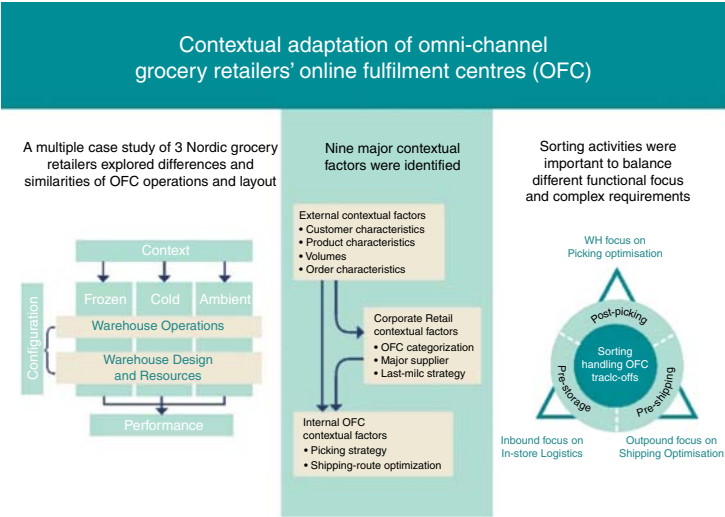 Contextual adaptation of omni-channel
grocery retailers' online fulfilment centres (OFC)
A multiple case study of 3 Nordic grocery
retailers explored differences and
similarities of OFC operations and layout
Context
Frozen Cold Ambient
Configuration
Warehouse Operations
Warehouse Design
and Resources
Performance
Nine major contextual
factors were identified
External contextual factors
• Customer characteristics
• Product characteristics
• Volumes
• Order characteristics
Corporate Retail
contextual factors
• OFC categorization
• Major supplier
• Last-milc strategy
Internal OFC
contextual factors
• Picking strategy
• Shipping-route optimization
Sorting activities were
important to balance
different functional focus
and complex requirements
WH focus on
Picking optimisation
Post-picking
Sorting
handling OFC
traclc-offs
Pre-storage
Pre-shipping
Inbound focus on
In-store Logistics
Outpound focus on
Shipping Optimisation